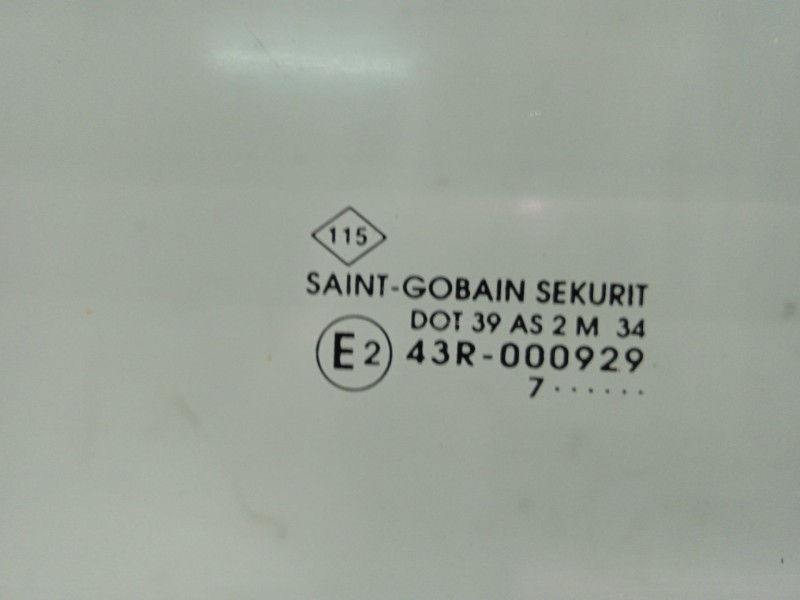 115
SAINT-GOBAIN SEKURIT
DOT 39 AS 2 M 34
E2 43R-000929
7······